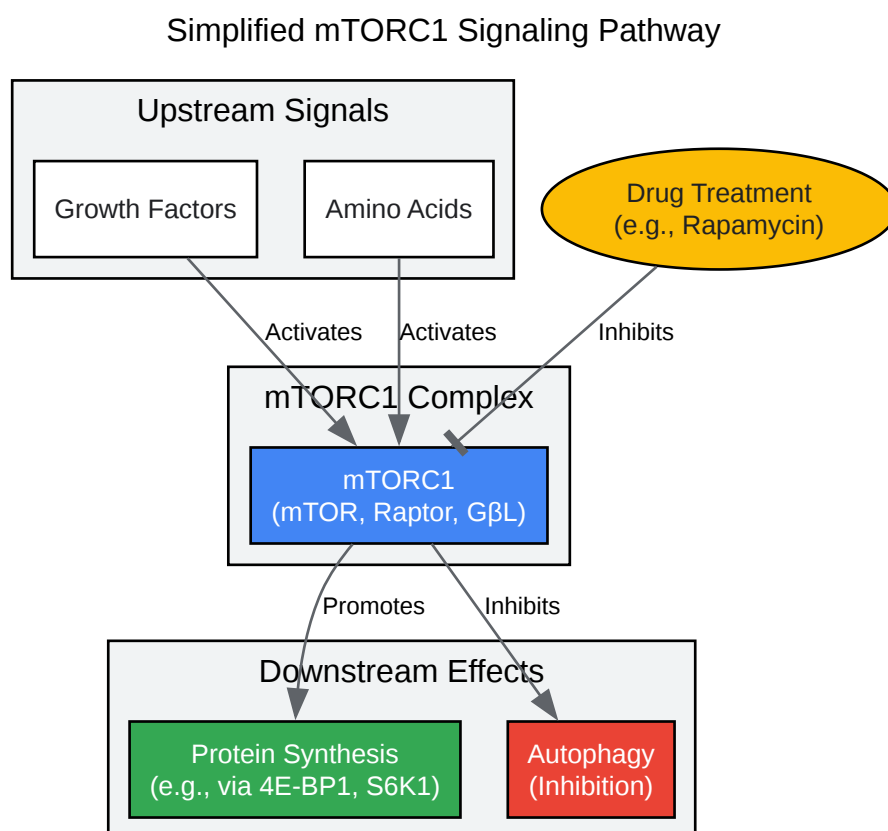 Simplified mTORC1 Signaling Pathway
Upstream Signals
Growth Factors
Amino Acids
Drug Treatment
(e.g., Rapamycin)
Activates
Activates
Inhibits
mTORC1 Complex
mTORC1
(mTOR, Raptor, GβL)
Promotes
Inhibits
Downstream Effects
Protein Synthesis
(e.g., via 4E-BP1, S6K1)
Autophagy
(Inhibition)